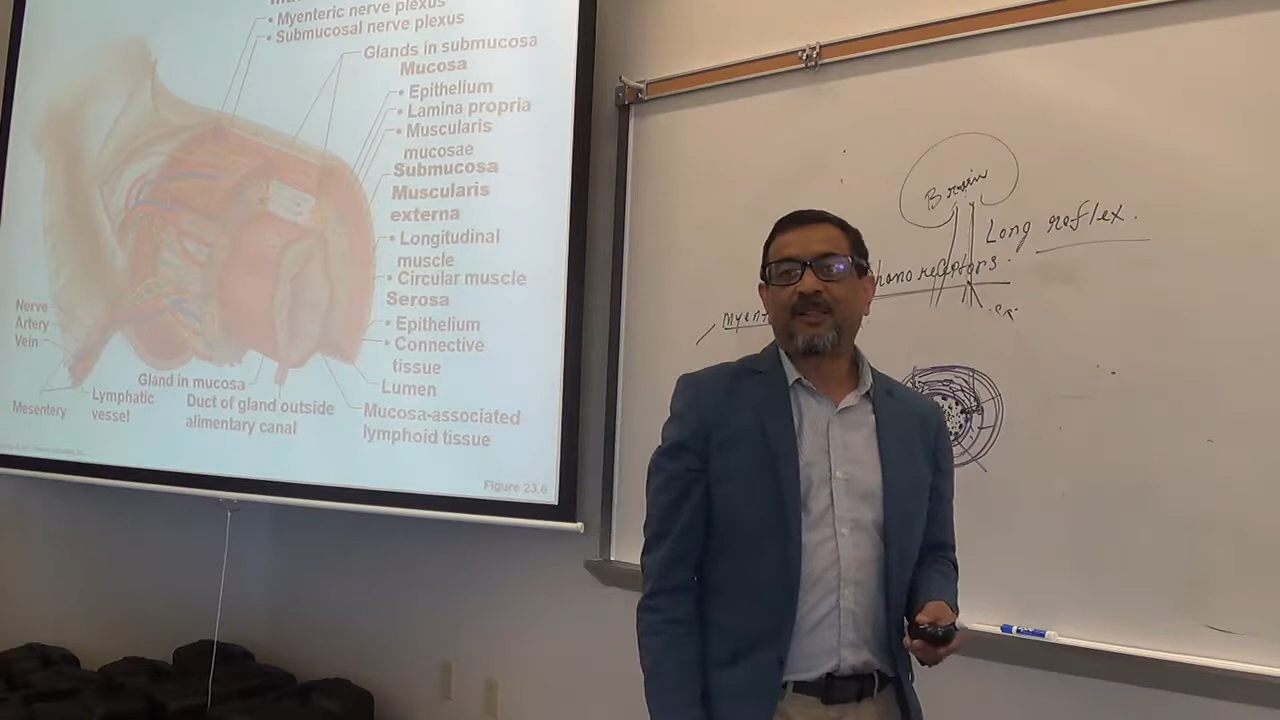 • Myenteric nerve plexus
• Submucosal nerve plexus
Glands in submucosa
Mucosa
• Epithelium
• Lamina propria
• Muscularis
mucosae
Submucosa
Muscularis
externa
• Longitudinal
muscle
• Circular muscle
Serosa
• Epithelium
• Connective
tissue
Lumen
Mucosa-associated
lymphoid tissue
Nerve
Artery
Vein
Mesentery
Lymphatic
vessel
Gland in mucosa
Duct of gland outside
alimentary canal
Figure 23.6
Brain
Long reflex.